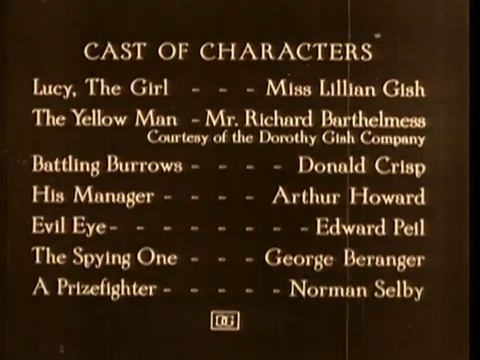 CAST OF CHARACTERS
Lucy, The Girl - - - Miss Lillian Gish
The Yellow Man - Mr. Richard Barthelmess
Courtesy of the Dorothy Gish Company
Battling Burrows - - - - Donald Crisp
His Manager - - - - Arthur Howard
Evil Eye - - - - - - - - Edward Peil
The Spying One - - - George Beranger
A Prizefighter - - - - - Norman Selby
DG